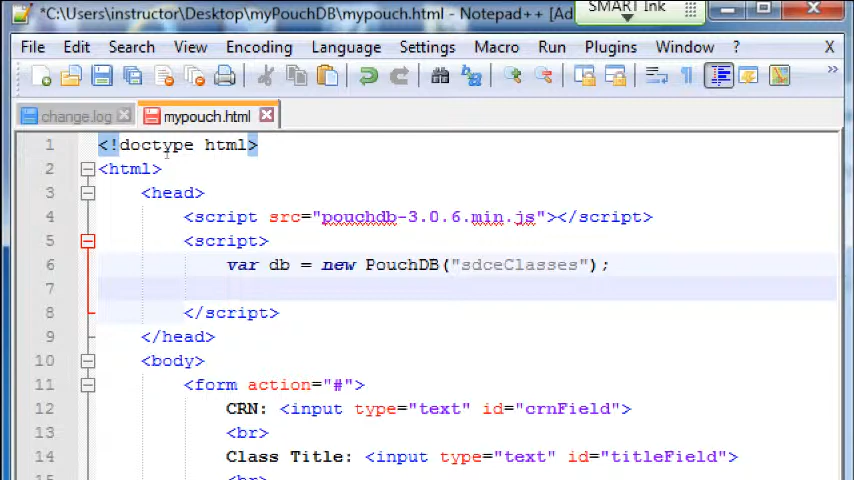 *C:\Users\instructor\Desktop\myPouchDB\mypouch.html - Notepad++ [Ad
SMART Ink
File Edit Search View Encoding Language Settings Macro Run Plugins Window ? X
change.log mypouch.html
1 <!doctype html>
2 <html>
3 <head>
4 <script src="pouchdb-3.0.6.min.js"></script>
5 <script>
6 var db = new PouchDB("sdceClasses");
7
8 </script>
9 </head>
10 <body>
11 <form action="#">
12 CRN: <input type="text" id="crnField">
13 <br>
14 Class Title: <input type="text" id="titleField">
15 <br>